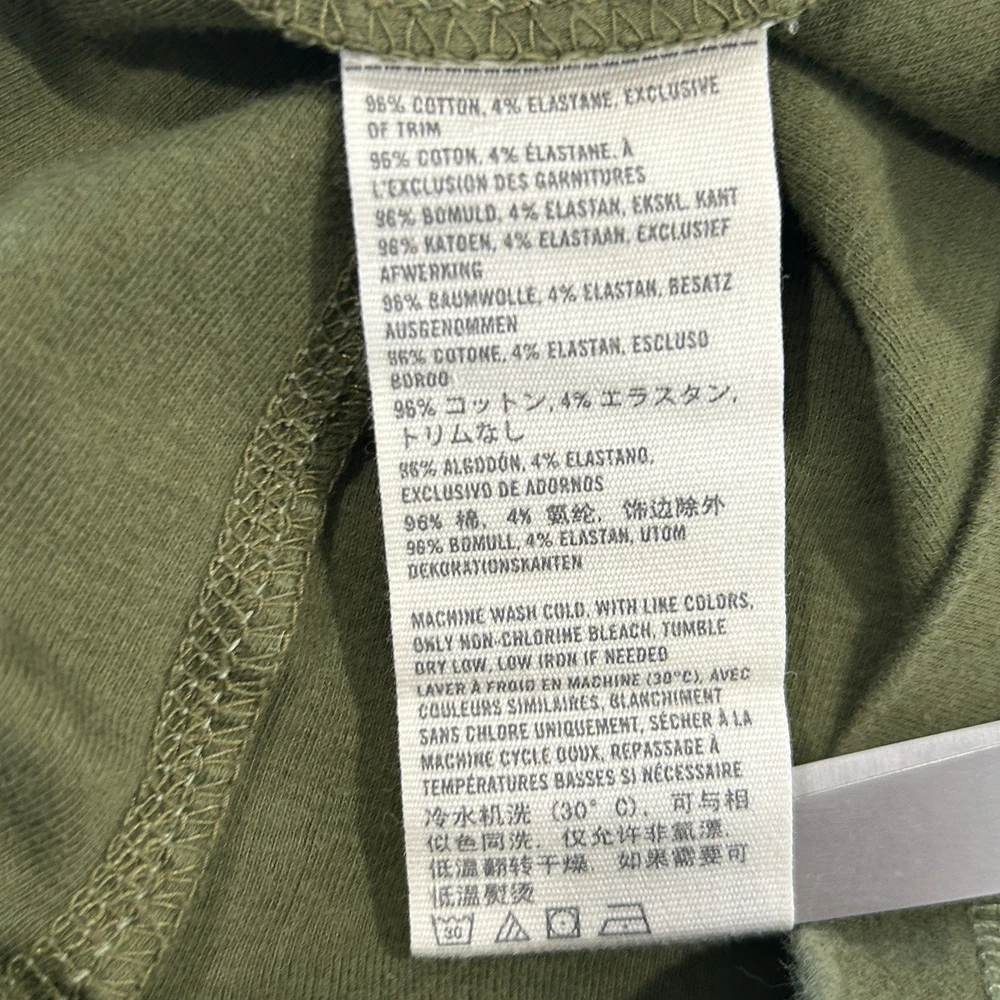 96% COTTON, 4% ELASTANE, EXCLUSIVE
OF TRIM
96% COTON, 4% ÉLASTANE, À
L'EXCLUSION DES GARNITURES
96% BOMULD, 4% ELASTAN, EKSKL. KANT
96% KATOEN, 4% ELASTAAN, EXCLUSIEF
AFWERKING
96% BAUMWOLLE, 4% ELASTAN, BESATZ
AUSGENOMMEN
96% COTONE, 4% ELASTAN, ESCLUSO
BORDO
96% コットン, 4% エラスタン,
トリムなし
96% ALGODÓN, 4% ELASTANO,
EXCLUSIVO DE ADORNOS
96% 棉, 4% 氨纶, 饰边除外
96% BOMULL, 4% ELASTAN, UTOM
DEKORATIONSKANTEN
MACHINE WASH COLD, WITH LIKE COLORS,
ONLY NON-CHLORINE BLEACH, TUMBLE
DRY LOW, LOW IRON IF NEEDED
LAVER À FROID EN MACHINE (30°C), AVEC
COULEURS SIMILAIRES, BLANCHIMENT
SANS CHLORE UNIQUEMENT, SÉCHER À LA
MACHINE CYCLE DOUX, REPASSAGE À
TEMPÉRATURES BASSES SI NÉCESSAIRE
冷水机洗 (30° C), 可与相
似色同洗, 仅允许非氯漂,
低温翻转干燥, 如果需要可
低温熨烫
30